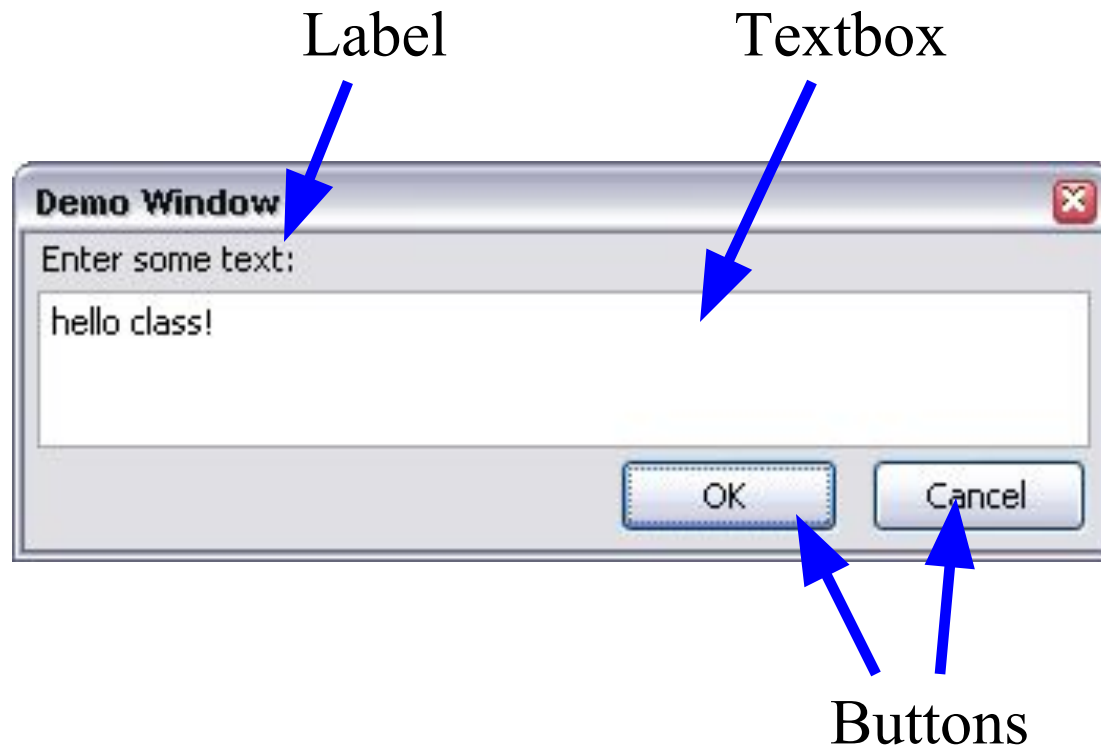 Label Textbox
Demo Window
Enter some text:
hello class!
OK Cancel
Buttons